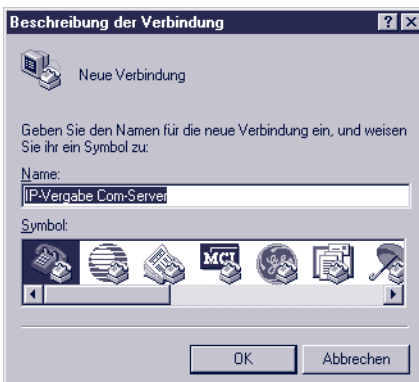 Beschreibung der Verbindung
Neue Verbindung
Geben Sie den Namen für die neue Verbindung ein, und weisen
Sie ihr ein Symbol zu:
Name:
IP-Vergabe Com-Server
Symbol:
MCI
OK
Abbrechen